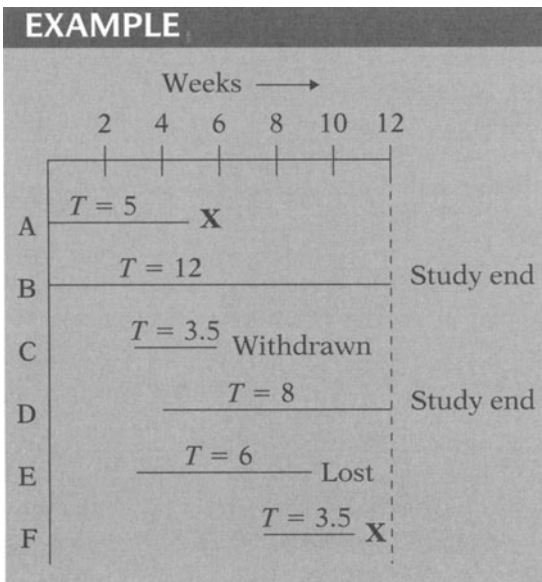 EXAMPLE
Weeks
2 4 6 8 10 12
A T = 5 X
B T = 12 Study end
C T = 3.5 Withdrawn
D T = 8 Study end
E T = 6 Lost
F T = 3.5 X